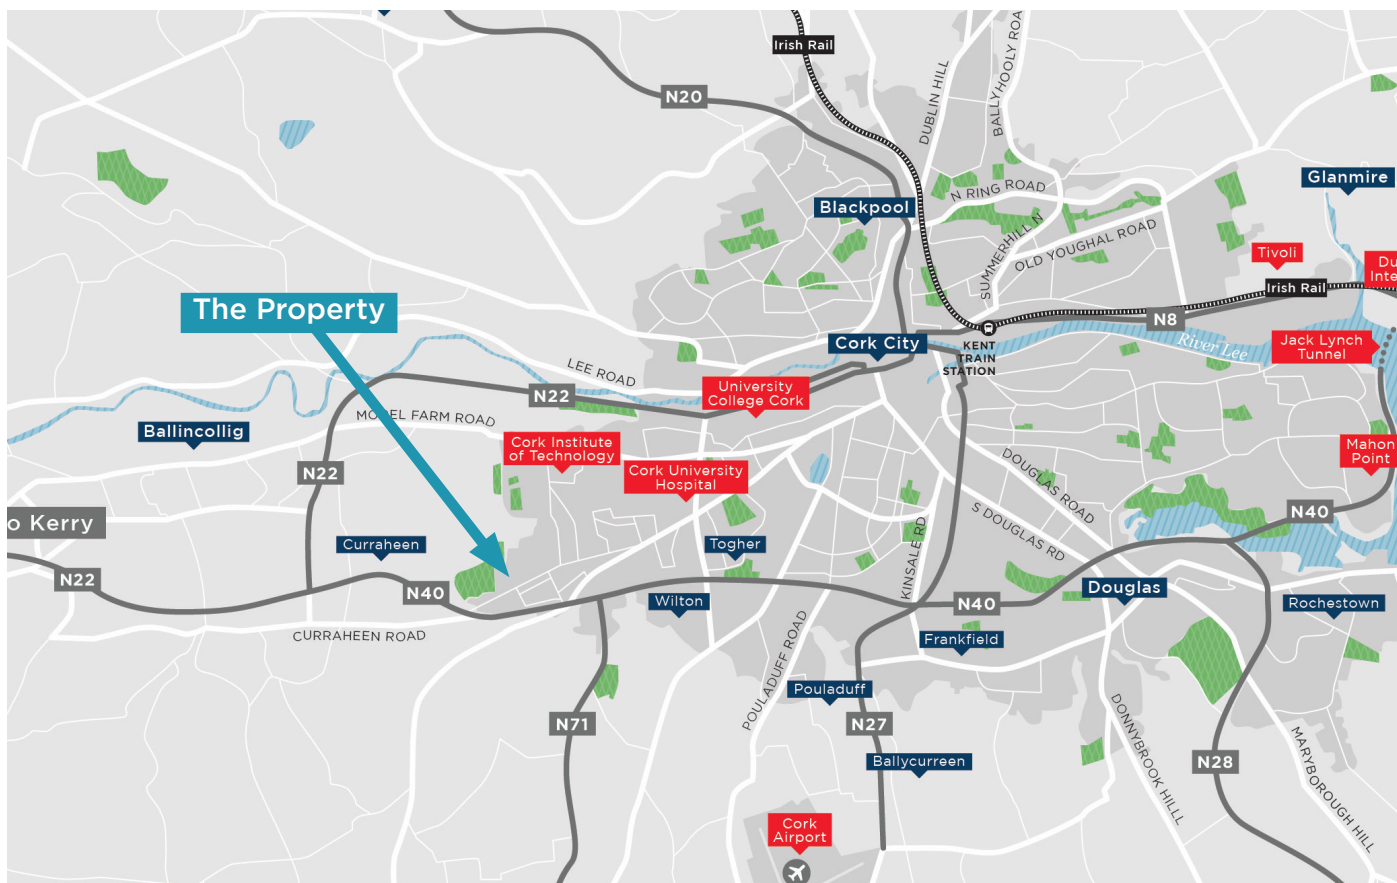 Irish Rail
N20
DUBLIN HILL
BALLYHOOLY ROA
Glanmire
N RING ROAD
Blackpool
SUMMERHILL N
OLD YOUGHAL ROAD
Tivoli
Du
Inte
Irish Rail
The Property
N8
River Lee
Cork City
KENT
TRAIN
STATION
Jack Lynch
Tunnel
LEE ROAD
N22
University
College Cork
MODEL FARM ROAD
Ballincollig
Cork Institute
of Technology
Cork University
Hospital
Mahon
Point
N22
DOUGLAS ROAD
S DOUGLAS RD
N40
o Kerry
Curraheen
Togher
KINSALE RD
N22
N40
Wilton
N40
Douglas
Rochestown
CURRAHEEN ROAD
Frankfield
POULADUFF ROAD
Pouladuff
N71
N27
DONNYBROOK HILLL
MARYBOROUGH HILL
Ballycurreen
N28
Cork
Airport